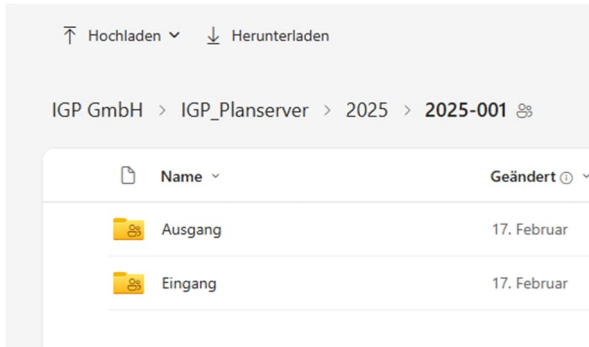 Hochladen Herunterladen
IGP GmbH > IGP_Planserver > 2025 > 2025-001
Name Geändert
Ausgang 17. Februar
Eingang 17. Februar